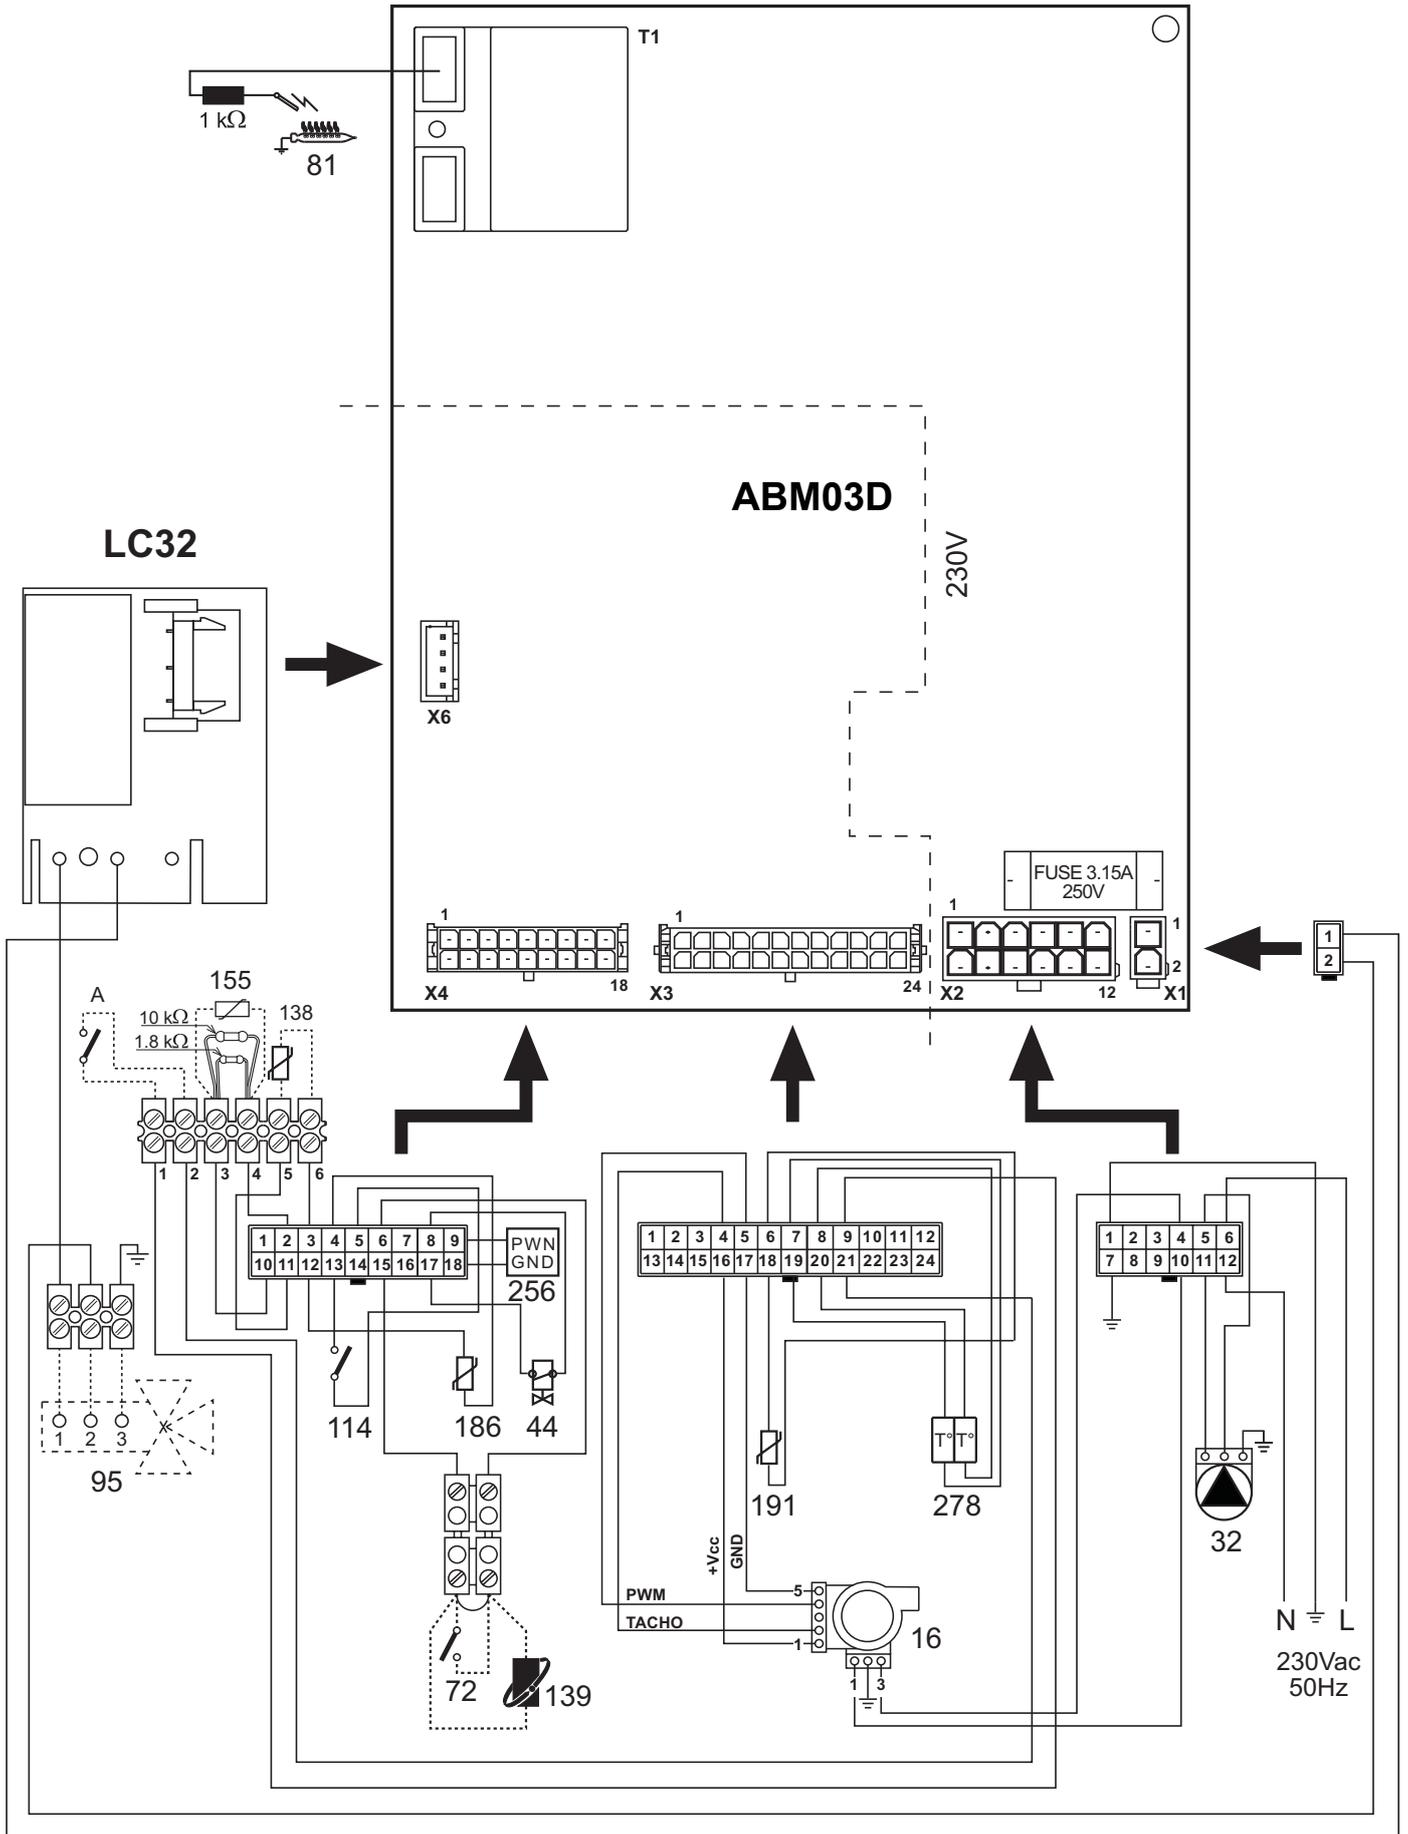 T1
1 kΩ
81
ABM03D
LC32
230V
X6
FUSE 3.15A
250V
1
1
1
1
1
2
2
X4
18
X3
24
X2
12
X1
155
A
10 kΩ
138
1.8 kΩ
1 2 3 4 5 6
1 2 3 4 5 6 7 8 9
10 11 12 13 14 15 16 17 18
PWN
GND
256
1 2 3 4 5 6 7 8 9 10 11 12
13 14 15 16 17 18 19 20 21 22 23 24
1 2 3 4 5 6
7 8 9 10 11 12
114
186
44
1 2 3
95
191
T° T°
278
32
+Vcc
GND
PWM
TACHO
5
1
16
1 3
72
139
N L
230Vac
50Hz